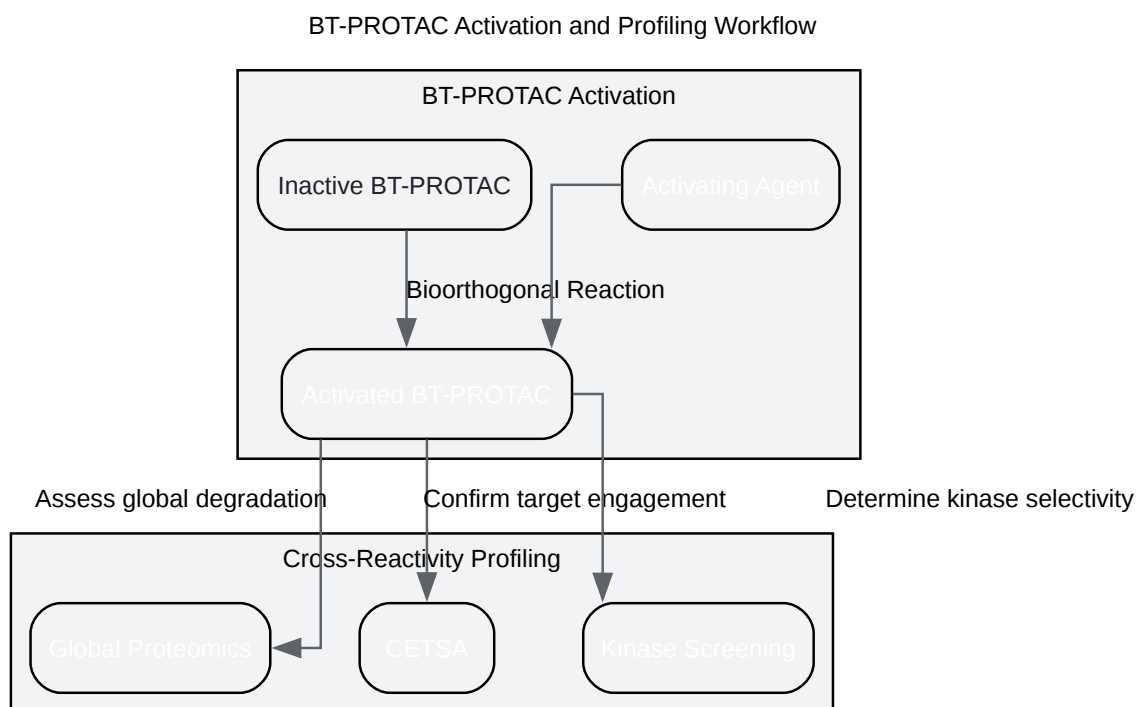 BT-PROTAC Activation and Profiling Workflow
BT-PROTAC Activation
Inactive BT-PROTAC
Activating Agent
Bioorthogonal Reaction
Activated BT-PROTAC
Assess global degradation
Confirm target engagement
Determine kinase selectivity
Cross-Reactivity Profiling
Global Proteomics
CETSA
Kinase Screening